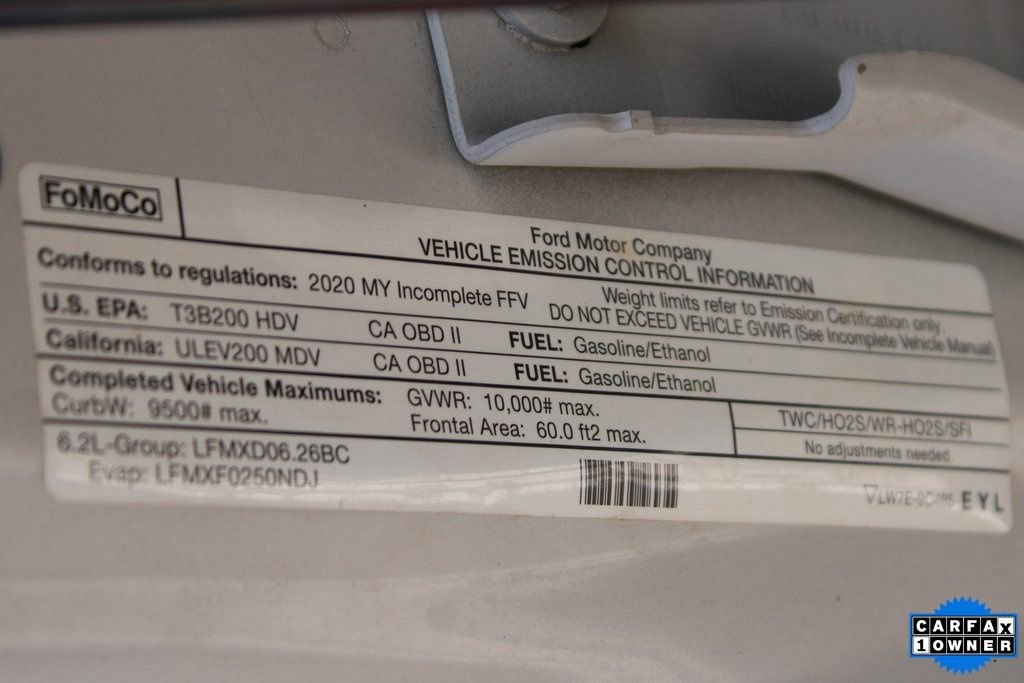 FoMoCo
Ford Motor Company
VEHICLE EMISSION CONTROL INFORMATION
Conforms to regulations: 2020 MY Incomplete FFV
Weight limits refer to Emission Certification only.
DO NOT EXCEED VEHICLE GVWR (See Incomplete Vehicle Manual)
U.S. EPA: T3B200 HDV CA OBD II FUEL: Gasoline/Ethanol
California: ULEV200 MDV CA OBD II FUEL: Gasoline/Ethanol
Completed Vehicle Maximums: GVWR: 10,000# max.
CurbW: 9500# max. Frontal Area: 60.0 ft2 max.
TWC/HO2S/WR-HO2S/SFI
No adjustments needed.
6.2L-Group: LFMXD06.26BC
Evap: LFMXF0250NDJ
LW7E-9C485- EYL
CARFAX
1 OWNER